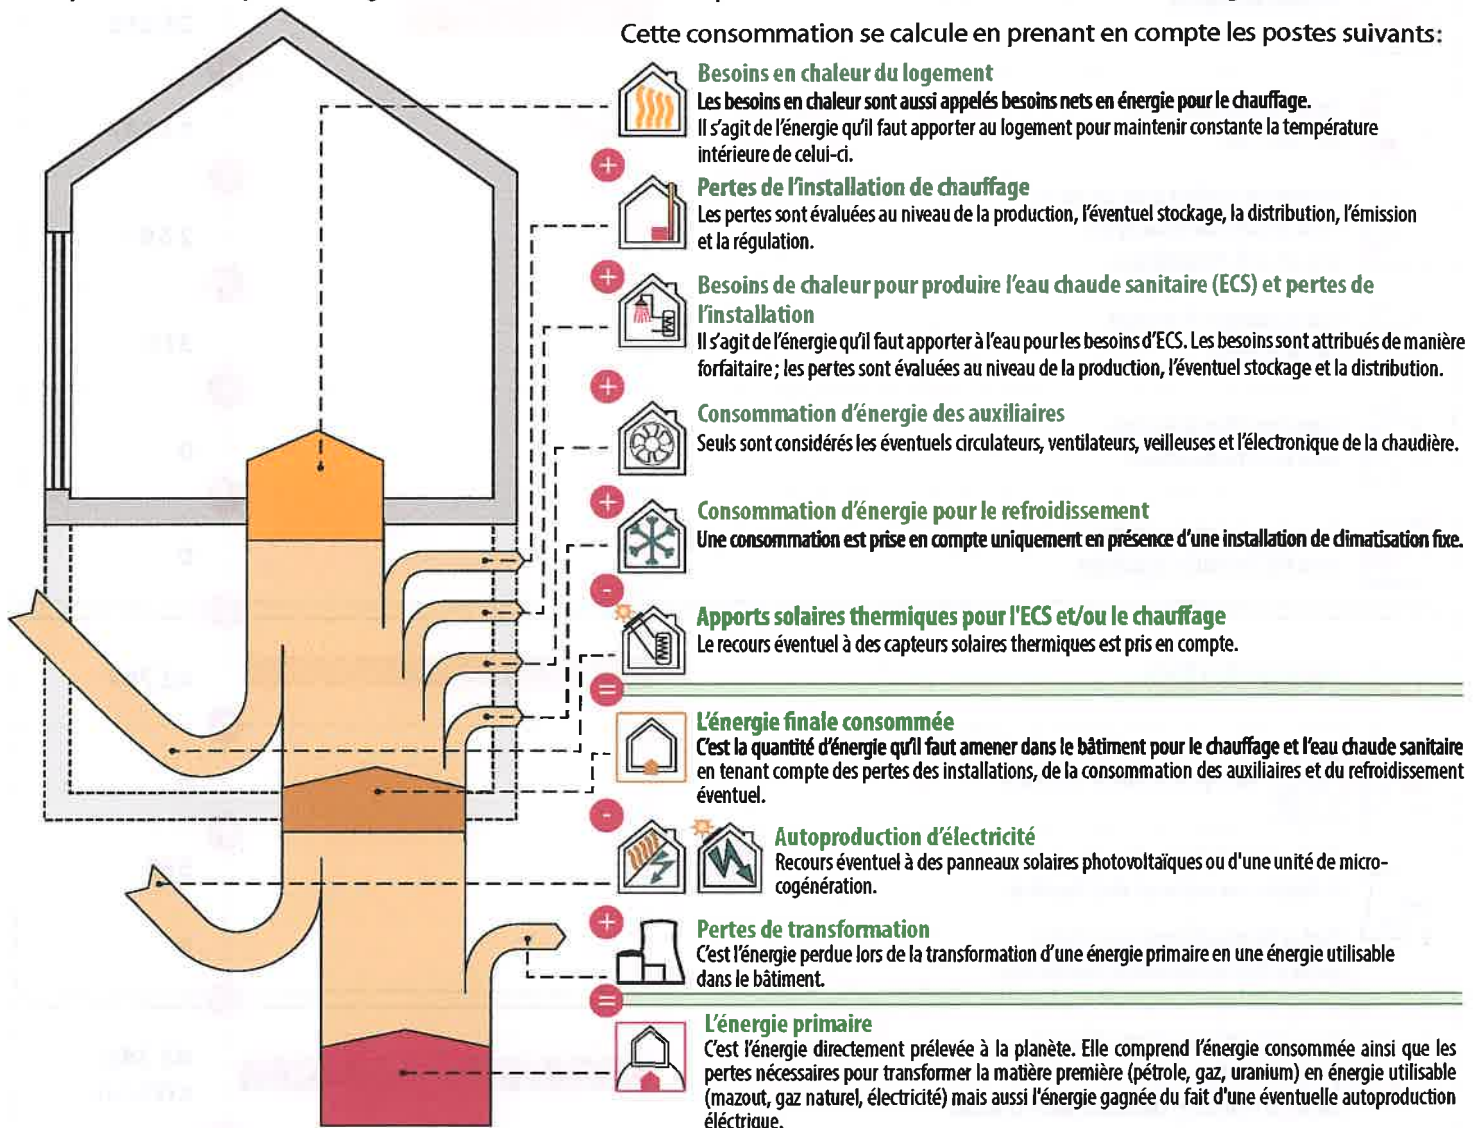 Cette consommation se calcule en prenant en compte les postes suivants:
Besoins en chaleur du logement
Les besoins en chaleur sont aussi appelés besoins nets en énergie pour le chauffage.
Il s'agit de l'énergie qu'il faut apporter au logement pour maintenir constante la température
intérieure de celui-ci.
+
Pertes de l'installation de chauffage
Les pertes sont évaluées au niveau de la production, l'éventuel stockage, la distribution, l'émission
et la régulation.
+
Besoins de chaleur pour produire l'eau chaude sanitaire (ECS) et pertes de
l'installation
Il s'agit de l'énergie qu'il faut apporter à l'eau pour les besoins d'ECS. Les besoins sont attribués de manière
forfaitaire ; les pertes sont évaluées au niveau de la production, l'éventuel stockage et la distribution.
+
Consommation d'énergie des auxiliaires
Seuls sont considérés les éventuels circulateurs, ventilateurs, veilleuses et l'électronique de la chaudière.
+
Consommation d'énergie pour le refroidissement
Une consommation est prise en compte uniquement en présence d'une installation de climatisation fixe.
-
Apports solaires thermiques pour l'ECS et/ou le chauffage
Le recours éventuel à des capteurs solaires thermiques est pris en compte.
=
L'énergie finale consommée
C'est la quantité d'énergie qu'il faut amener dans le bâtiment pour le chauffage et l'eau chaude sanitaire
en tenant compte des pertes des installations, de la consommation des auxiliaires et du refroidissement
éventuel.
-
Autoproduction d'électricité
Recours éventuel à des panneaux solaires photovoltaïques ou d'une unité de micro-
cogénération.
+
Pertes de transformation
C'est l'énergie perdue lors de la transformation d'une énergie primaire en une énergie utilisable
dans le bâtiment.
=
L'énergie primaire
C'est l'énergie directement prélevée à la planète. Elle comprend l'énergie consommée ainsi que les
pertes nécessaires pour transformer la matière première (pétrole, gaz, uranium) en énergie utilisable
(mazout, gaz naturel, électricité) mais aussi l'énergie gagnée du fait d'une éventuelle autoproduction
éléctrique.